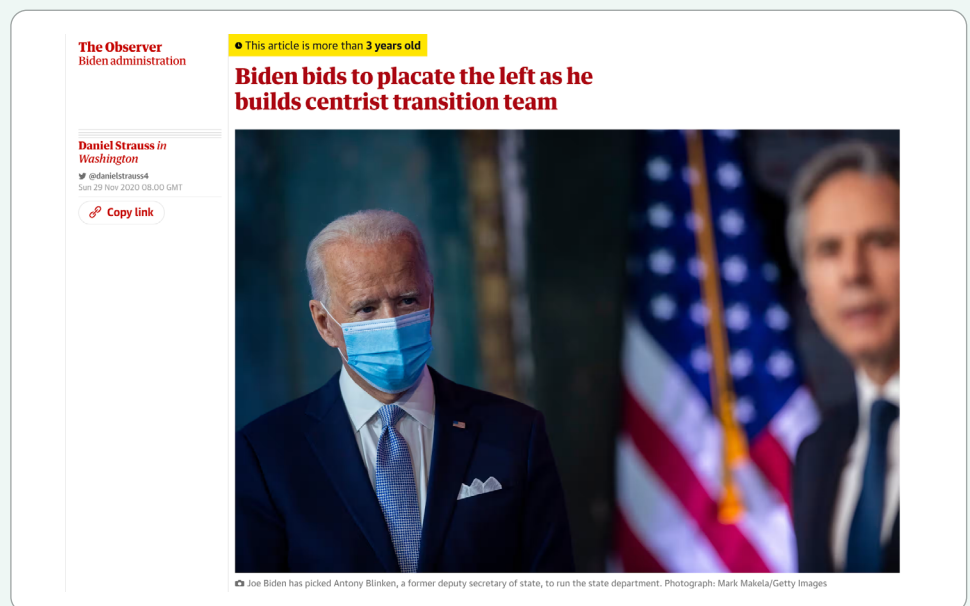 The Observer
Biden administration
This article is more than 3 years old
Biden bids to placate the left as he
builds centrist transition team
Daniel Strauss in
Washington
@danielstrauss4
Sun 29 Nov 2020 08.00 GMT
Copy link
Joe Biden has picked Antony Blinken, a former deputy secretary of state, to run the state department. Photograph: Mark Makela/Getty Images